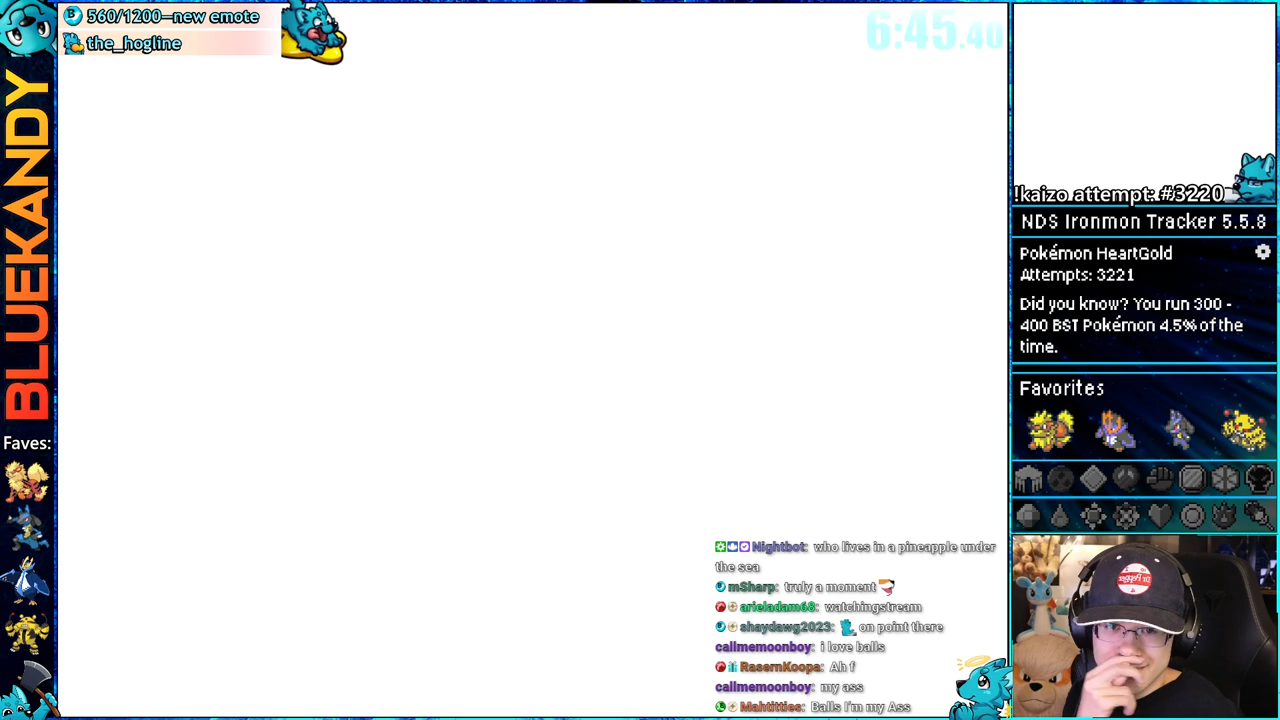 560/1200—new emote
the_hogline
6:45.40
BLUEKANDY
Faves:
!kaizo attempt: #3220
NDS Ironmon Tracker 5.5.8
Pokémon HeartGold
Attempts: 3221
Did you know? You run 300 -
400 BST Pokémon 4.5% of the
time.
Favorites
Nightbot: who lives in a pineapple under
the sea
mSharp: truly a moment
arieladam68: watchingstream
shaydawg2023: on point there
callmemoonboy: i love balls
RasernKoopa: Ah f
callmemoonboy: my ass
Mahtitties: Balls I'm my Ass